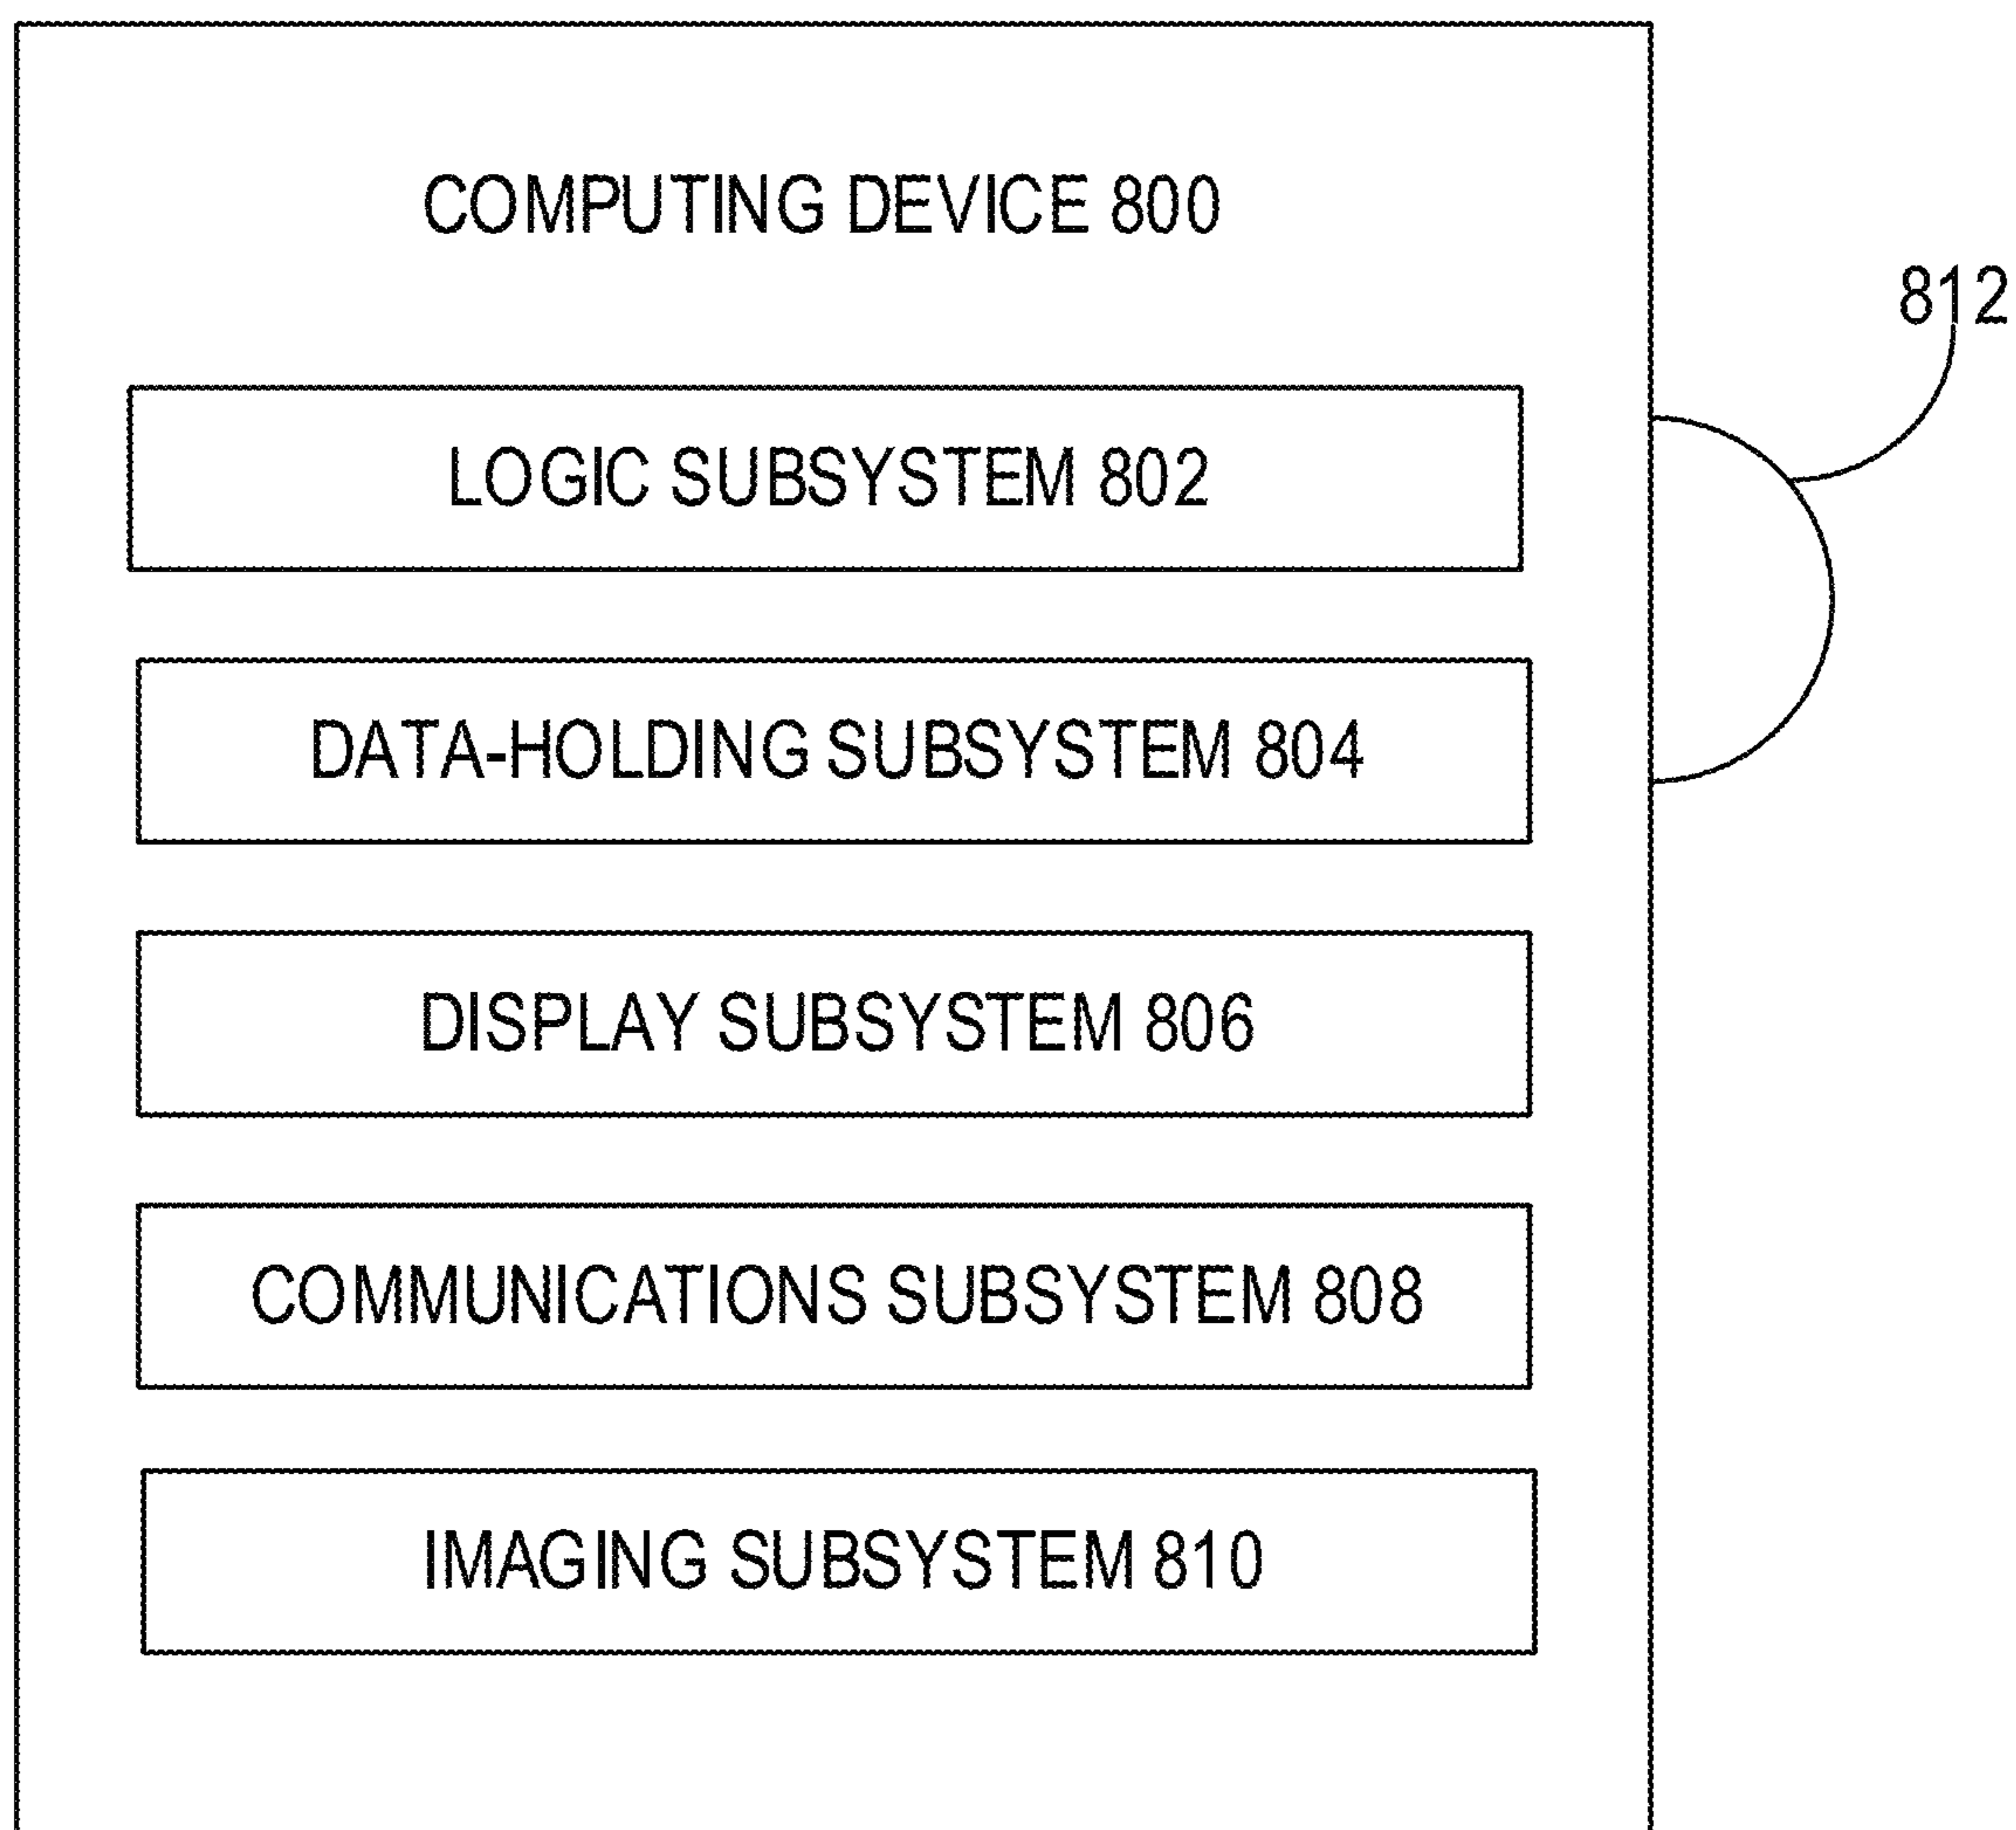 COMPUTING DEVICE 800
812
LOGIC SUBSYSTEM 802
DATA-HOLDING SUBSYSTEM 804
DISPLAY SUBSYSTEM 806
COMMUNICATIONS SUBSYSTEM 808
IMAGING SUBSYSTEM 810